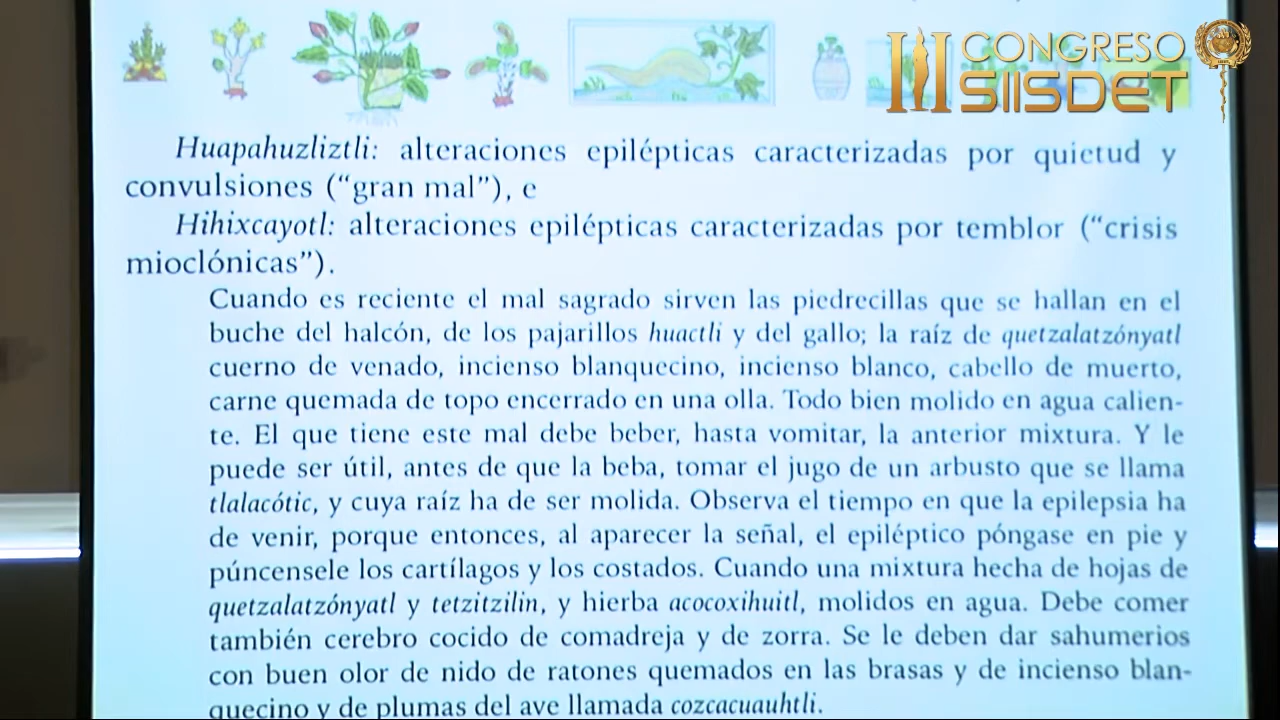 III CONGRESO
SIISDET
Huapahuzliztli: alteraciones epilépticas caracterizadas por quietud y
convulsiones (“gran mal”), e
Hihixcayotl: alteraciones epilépticas caracterizadas por temblor (“crisis
mioclónicas”).
Cuando es reciente el mal sagrado sirven las piedrecillas que se hallan en el
buche del halcón, de los pajarillos huactli y del gallo; la raíz de quetzalatzónyatl
cuerno de venado, incienso blanquecino, incienso blanco, cabello de muerto,
carne quemada de topo encerrado en una olla. Todo bien molido en agua calien-
te. El que tiene este mal debe beber, hasta vomitar, la anterior mixtura. Y le
puede ser útil, antes de que la beba, tomar el jugo de un arbusto que se llama
tlalacótic, y cuya raíz ha de ser molida. Observa el tiempo en que la epilepsia ha
de venir, porque entonces, al aparecer la señal, el epiléptico póngase en pie y
púncensele los cartílagos y los costados. Cuando una mixtura hecha de hojas de
quetzalatzónyatl y tetzitzilin, y hierba acocoxihuitl, molidos en agua. Debe comer
también cerebro cocido de comadreja y de zorra. Se le deben dar sahumerios
con buen olor de nido de ratones quemados en las brasas y de incienso blan-
quecino y de plumas del ave llamada cozcacuauhtli.